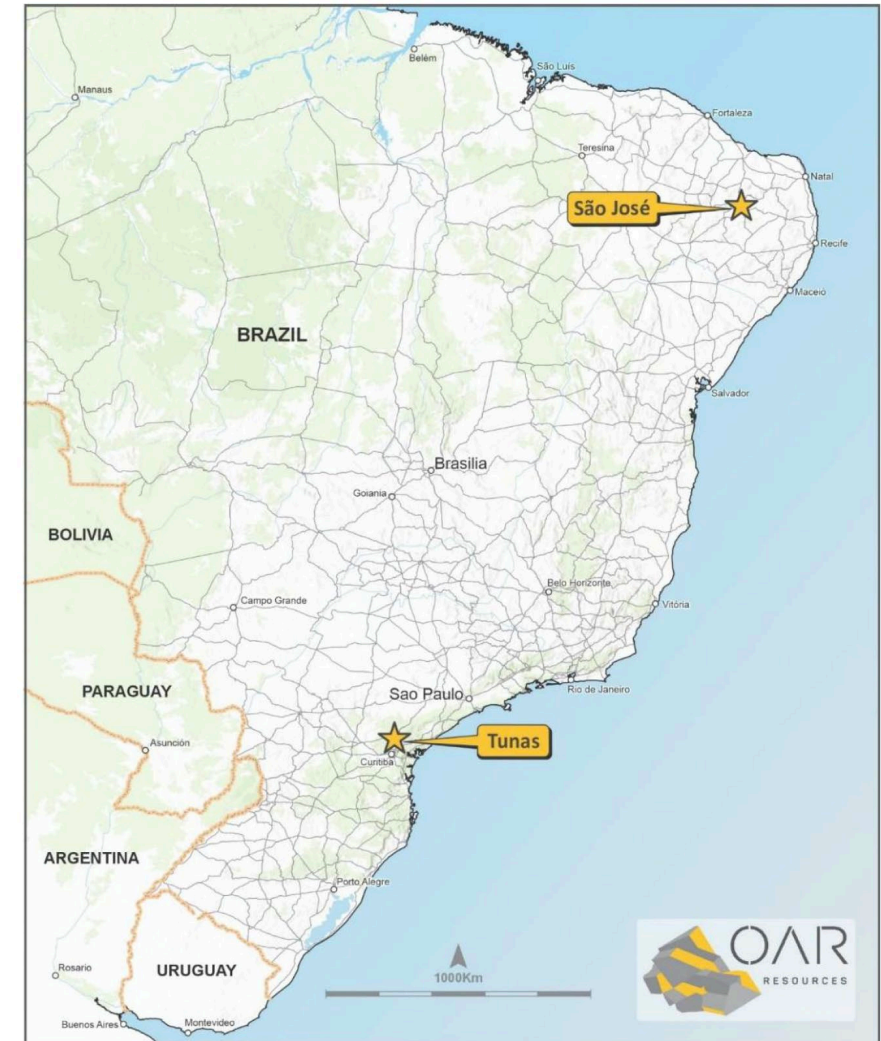 Belém
São Luís
Manaus
Fortaleza
Teresina
Natal
São José
Recife
Maceió
BRAZIL
Salvador
Brasilia
Goiania
BOLIVIA
Belo Horizonte
Campo Grande
Vitória
PARAGUAY
Rio de Janeiro
Sao Paulo
Asunción
Tunas
Curitiba
ARGENTINA
Porto Alegre
OAR
RESOURCES
Rosario
URUGUAY
1000Km
Buenos Aires
Montevideo